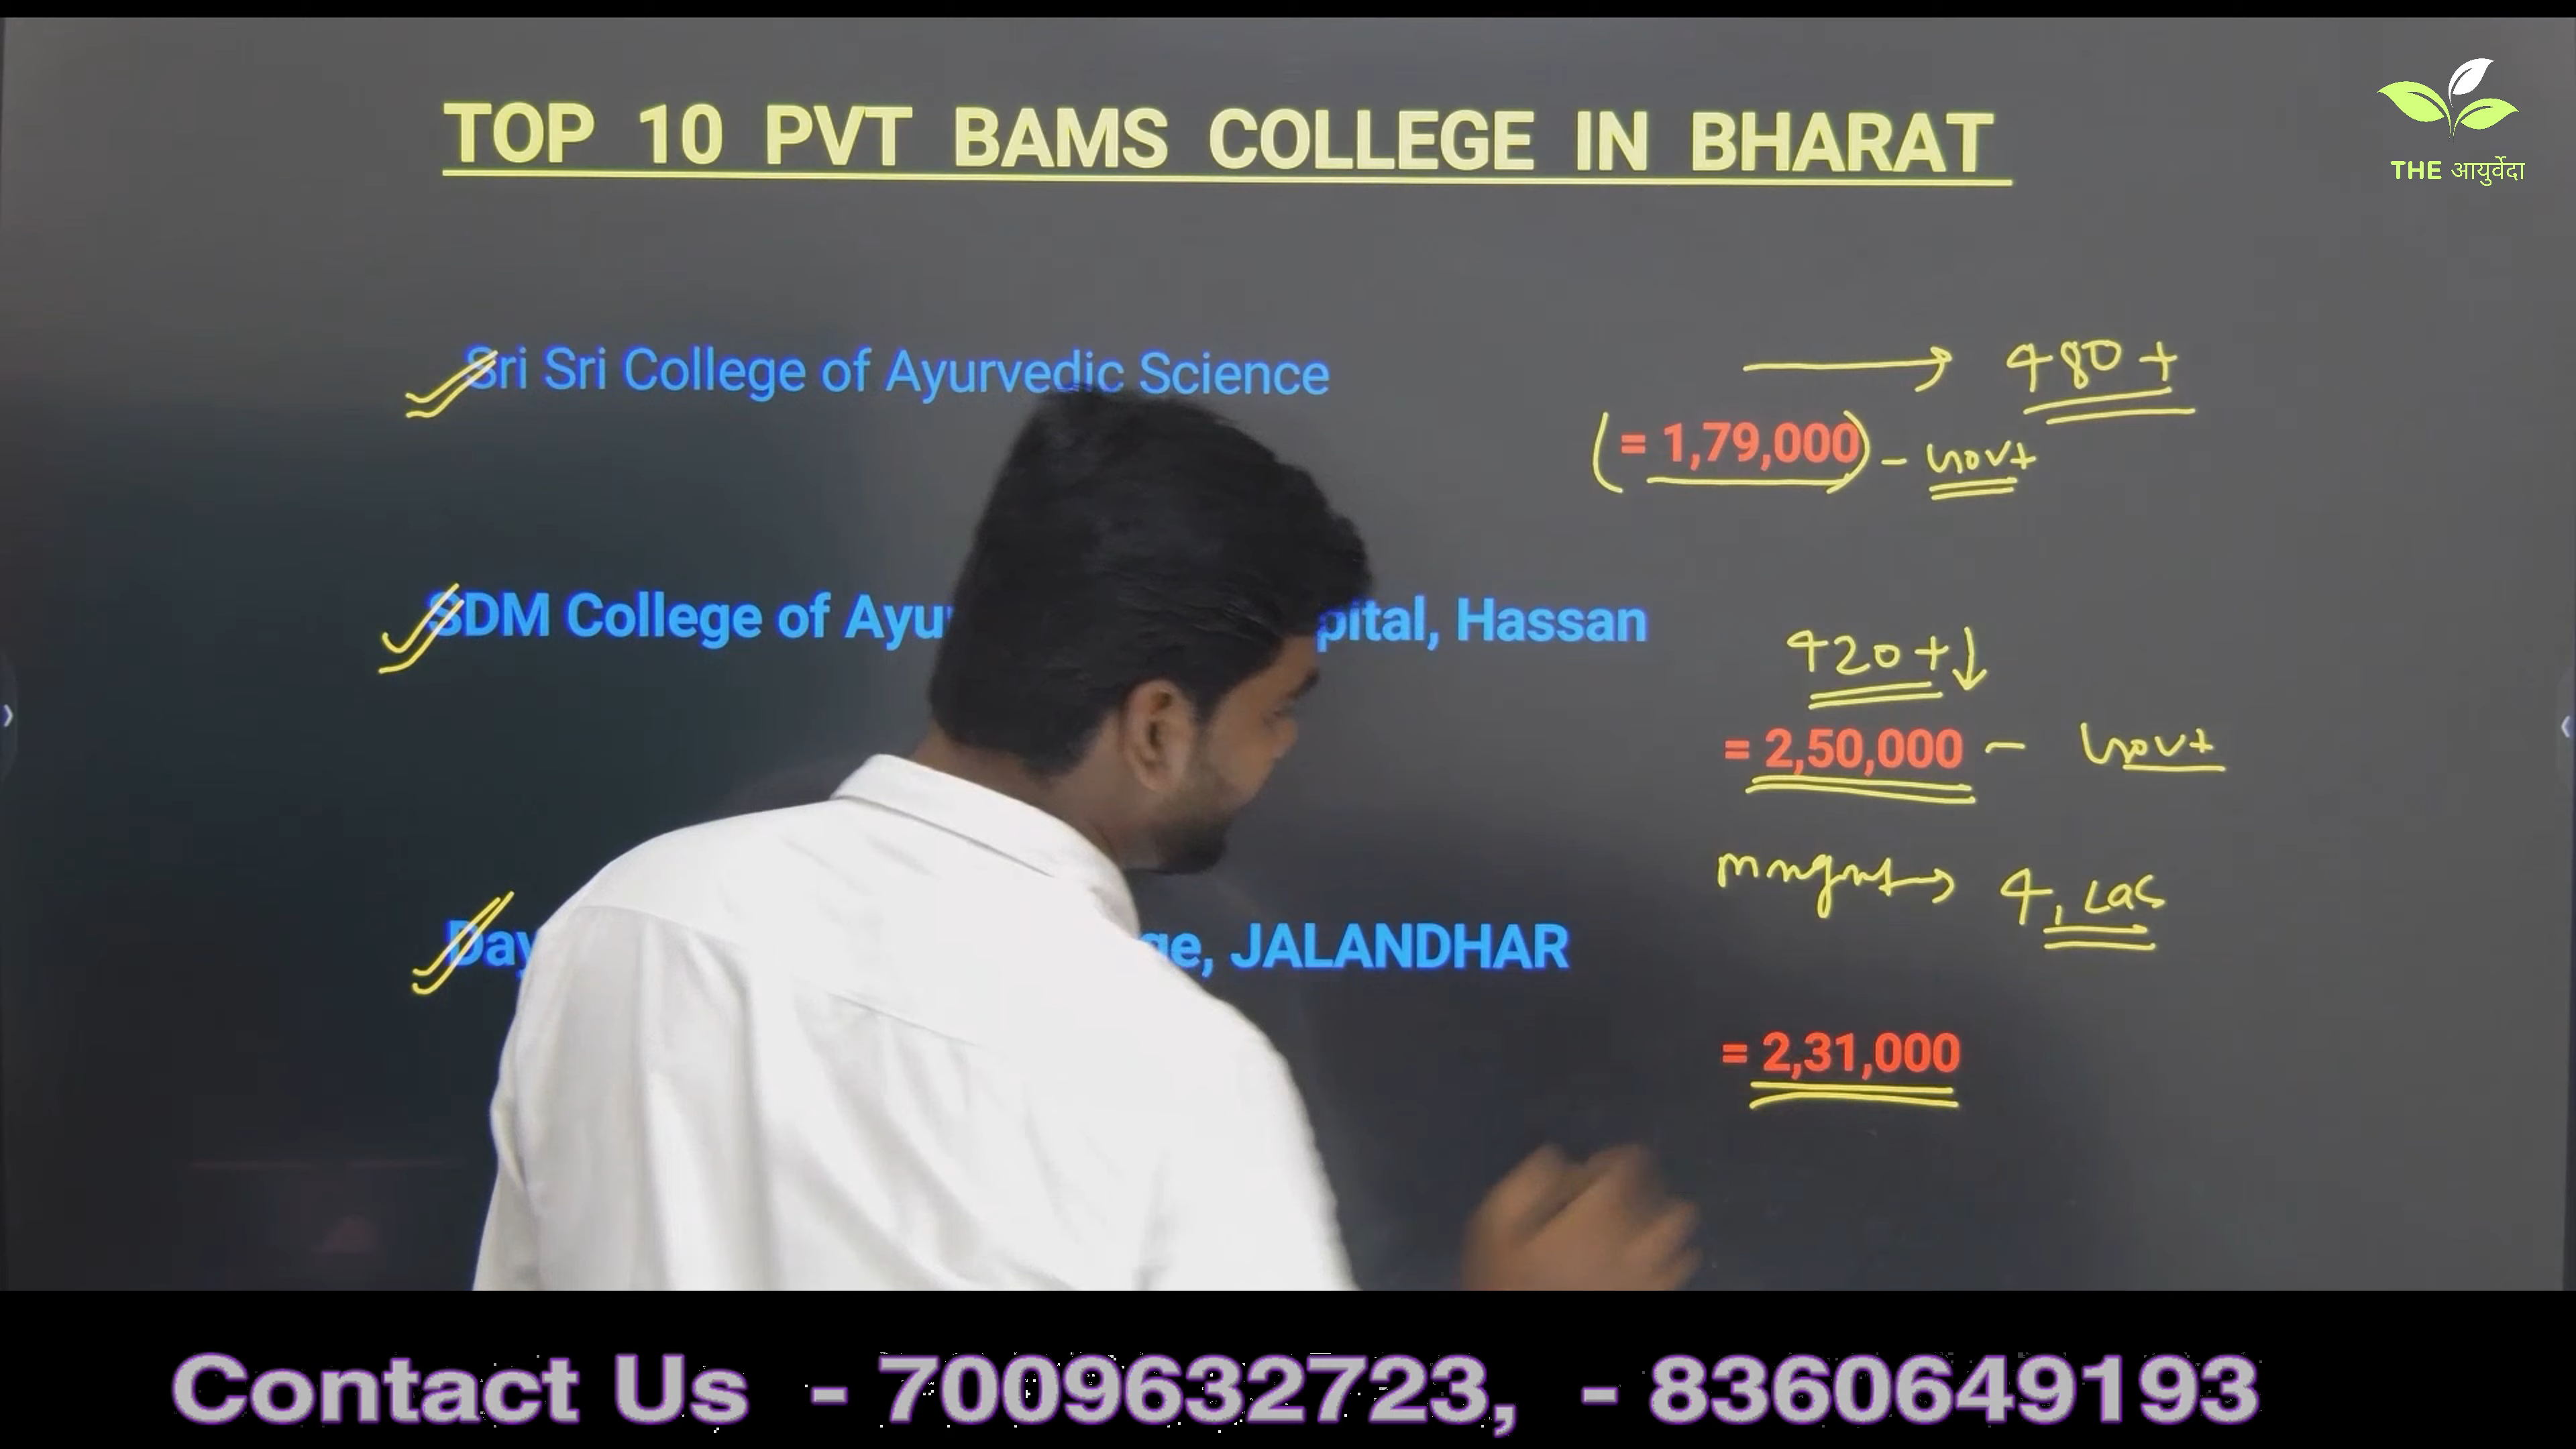 TOP 10 PVT BAMS COLLEGE IN BHARAT
THE आयुर्वेदा
Sri Sri College of Ayurvedic Science
480+
= 1,79,000 - Govt
SDM College of Ayu pital, Hassan
420+
= 2,50,000 - Govt
mngmt → 4, Lac
Day ge, JALANDHAR
= 2,31,000
Contact Us - 7009632723, - 8360649193